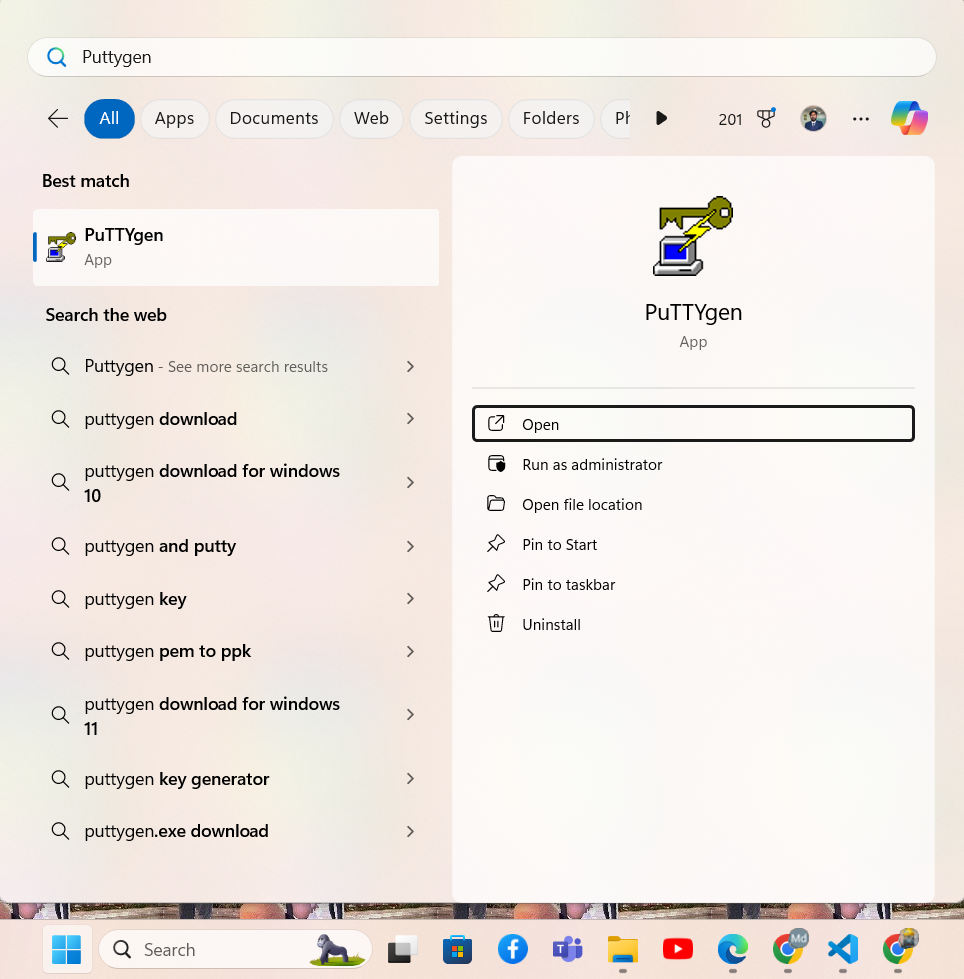 Puttygen
All Apps Documents Web Settings Folders 201
Best match
PuTTYgen
App
Search the web
Puttygen - See more search results
puttygen download
puttygen download for windows
10
puttygen and putty
puttygen key
puttygen pem to ppk
puttygen download for windows
11
puttygen key generator
puttygen.exe download
PuTTYgen
App
Open
Run as administrator
Open file location
Pin to Start
Pin to taskbar
Uninstall
Search
Md